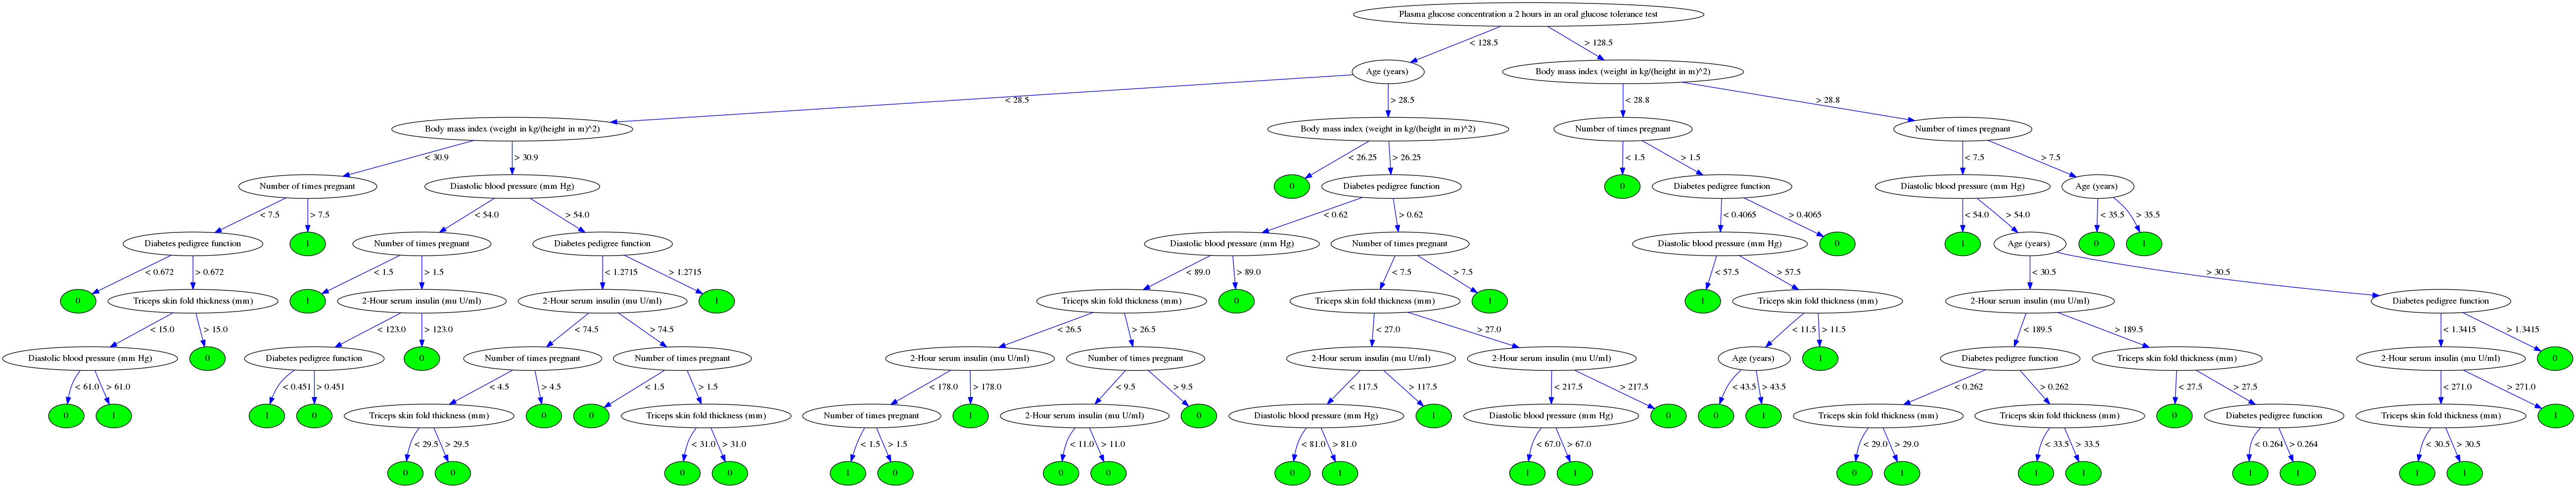 Plasma glucose concentration a 2 hours in an oral glucose tolerance test
< 128.5 > 128.5
Age (years) Body mass index (weight in kg/(height in m)^2)
< 28.5 > 28.5 < 28.8 > 28.8
Body mass index (weight in kg/(height in m)^2) Body mass index (weight in kg/(height in m)^2) Number of times pregnant Number of times pregnant
< 30.9 > 30.9 < 26.25 > 26.25 < 1.5 > 1.5 < 7.5 > 7.5
Number of times pregnant Diastolic blood pressure (mm Hg) 0 Diabetes pedigree function 0 Diabetes pedigree function Diastolic blood pressure (mm Hg) Age (years)
< 7.5 > 7.5 < 54.0 > 54.0 < 0.62 > 0.62 < 0.4065 > 0.4065 < 54.0 > 54.0 < 35.5 > 35.5
Diabetes pedigree function 1 Number of times pregnant Diabetes pedigree function Diastolic blood pressure (mm Hg) Number of times pregnant Diastolic blood pressure (mm Hg) 0 1 Age (years) 0 1
< 0.672 > 0.672 < 1.5 > 1.5 < 1.2715 > 1.2715 < 89.0 > 89.0 < 7.5 > 7.5 < 57.5 > 57.5 < 30.5 > 30.5
0 Triceps skin fold thickness (mm) 1 2-Hour serum insulin (mu U/ml) 2-Hour serum insulin (mu U/ml) 1 Triceps skin fold thickness (mm) 0 Triceps skin fold thickness (mm) 1 1 Triceps skin fold thickness (mm) 2-Hour serum insulin (mu U/ml) Diabetes pedigree function
< 15.0 > 15.0 < 123.0 > 123.0 < 74.5 > 74.5 < 26.5 > 26.5 < 27.0 > 27.0 < 11.5 > 11.5 < 189.5 > 189.5 < 1.3415 > 1.3415
Diastolic blood pressure (mm Hg) 0 Diabetes pedigree function 0 Number of times pregnant Number of times pregnant 2-Hour serum insulin (mu U/ml) Number of times pregnant 2-Hour serum insulin (mu U/ml) 2-Hour serum insulin (mu U/ml) Age (years) 1 Diabetes pedigree function Triceps skin fold thickness (mm) 2-Hour serum insulin (mu U/ml) 0
< 61.0 > 61.0 < 0.451 > 0.451 < 4.5 > 4.5 < 1.5 > 1.5 < 178.0 > 178.0 < 9.5 > 9.5 < 117.5 > 117.5 < 217.5 > 217.5 < 43.5 > 43.5 < 0.262 > 0.262 < 27.5 > 27.5 < 271.0 > 271.0
0 1 1 0 Triceps skin fold thickness (mm) 0 0 Triceps skin fold thickness (mm) Number of times pregnant 1 2-Hour serum insulin (mu U/ml) 0 Diastolic blood pressure (mm Hg) 1 Diastolic blood pressure (mm Hg) 0 0 1 Triceps skin fold thickness (mm) Triceps skin fold thickness (mm) 0 Diabetes pedigree function Triceps skin fold thickness (mm) 1
< 29.5 > 29.5 < 31.0 > 31.0 < 1.5 > 1.5 < 11.0 > 11.0 < 81.0 > 81.0 < 67.0 > 67.0 < 29.0 > 29.0 < 33.5 > 33.5 < 0.264 > 0.264 < 30.5 > 30.5
0 0 0 0 1 0 0 0 0 1 1 1 0 1 1 1 1 1 1 1